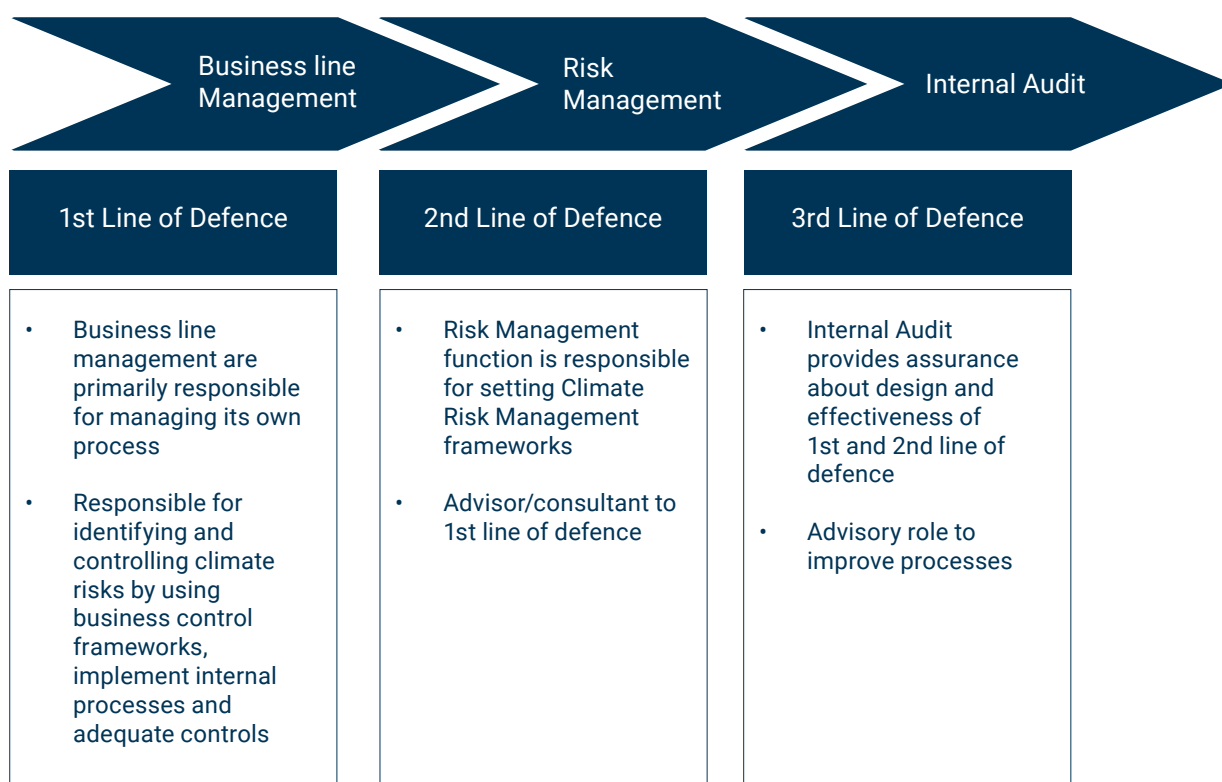 Business line
Management
Risk
Management
Internal Audit
1st Line of Defence
2nd Line of Defence
3rd Line of Defence
• Business line
management are
primarily responsible
for managing its own
process
• Responsible for
identifying and
controlling climate
risks by using
business control
frameworks,
implement internal
processes and
adequate controls
• Risk Management
function is responsible
for setting Climate
Risk Management
frameworks
• Advisor/consultant to
1st line of defence
• Internal Audit
provides assurance
about design and
effectiveness of
1st and 2nd line of
defence
• Advisory role to
improve processes